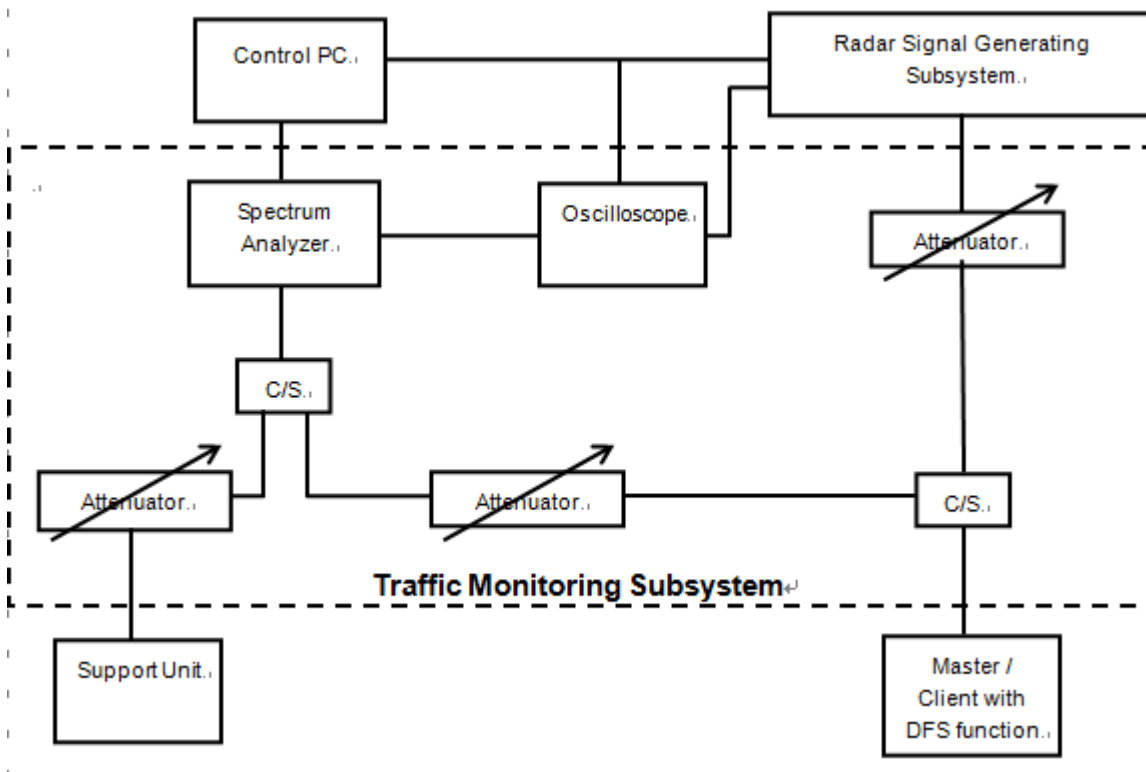 Control PC
Radar Signal Generating
Subsystem
Spectrum
Analyzer
Oscilloscope
Attenuator
C/S
Attenuator
Attenuator
C/S
Traffic Monitoring Subsystem
Support Unit
Master /
Client with
DFS function